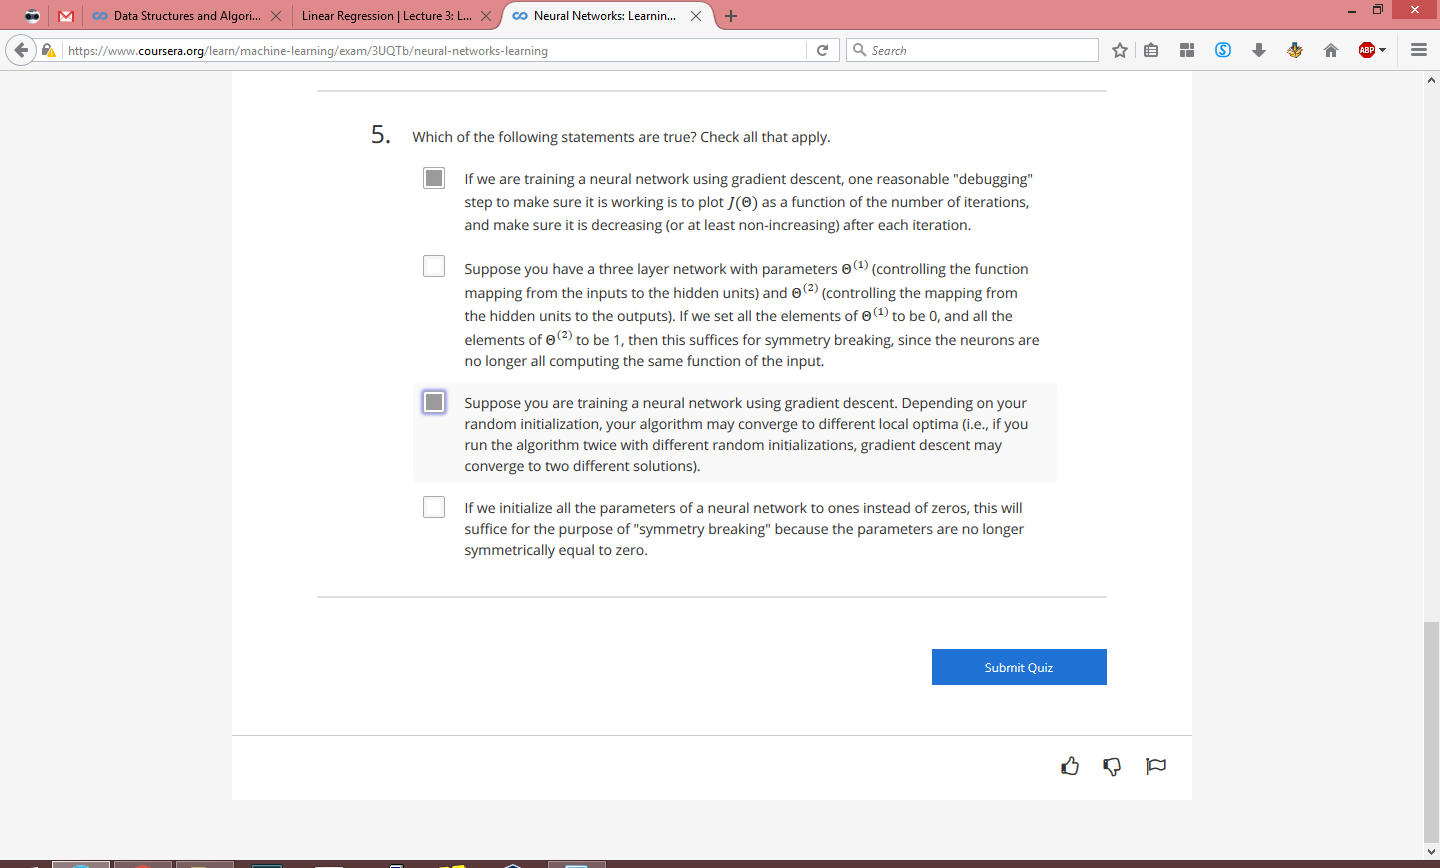 Data Structures and Algori...
Linear Regression | Lecture 3: L...
Neural Networks: Learnin...
https://www.coursera.org/learn/machine-learning/exam/3UQTb/neural-networks-learning
Search
ABP
5. Which of the following statements are true? Check all that apply.
If we are training a neural network using gradient descent, one reasonable "debugging"
step to make sure it is working is to plot J(Θ) as a function of the number of iterations,
and make sure it is decreasing (or at least non-increasing) after each iteration.
Suppose you have a three layer network with parameters Θ⁽¹⁾ (controlling the function
mapping from the inputs to the hidden units) and Θ⁽²⁾ (controlling the mapping from
the hidden units to the outputs). If we set all the elements of Θ⁽¹⁾ to be 0, and all the
elements of Θ⁽²⁾ to be 1, then this suffices for symmetry breaking, since the neurons are
no longer all computing the same function of the input.
Suppose you are training a neural network using gradient descent. Depending on your
random initialization, your algorithm may converge to different local optima (i.e., if you
run the algorithm twice with different random initializations, gradient descent may
converge to two different solutions).
If we initialize all the parameters of a neural network to ones instead of zeros, this will
suffice for the purpose of "symmetry breaking" because the parameters are no longer
symmetrically equal to zero.
Submit Quiz